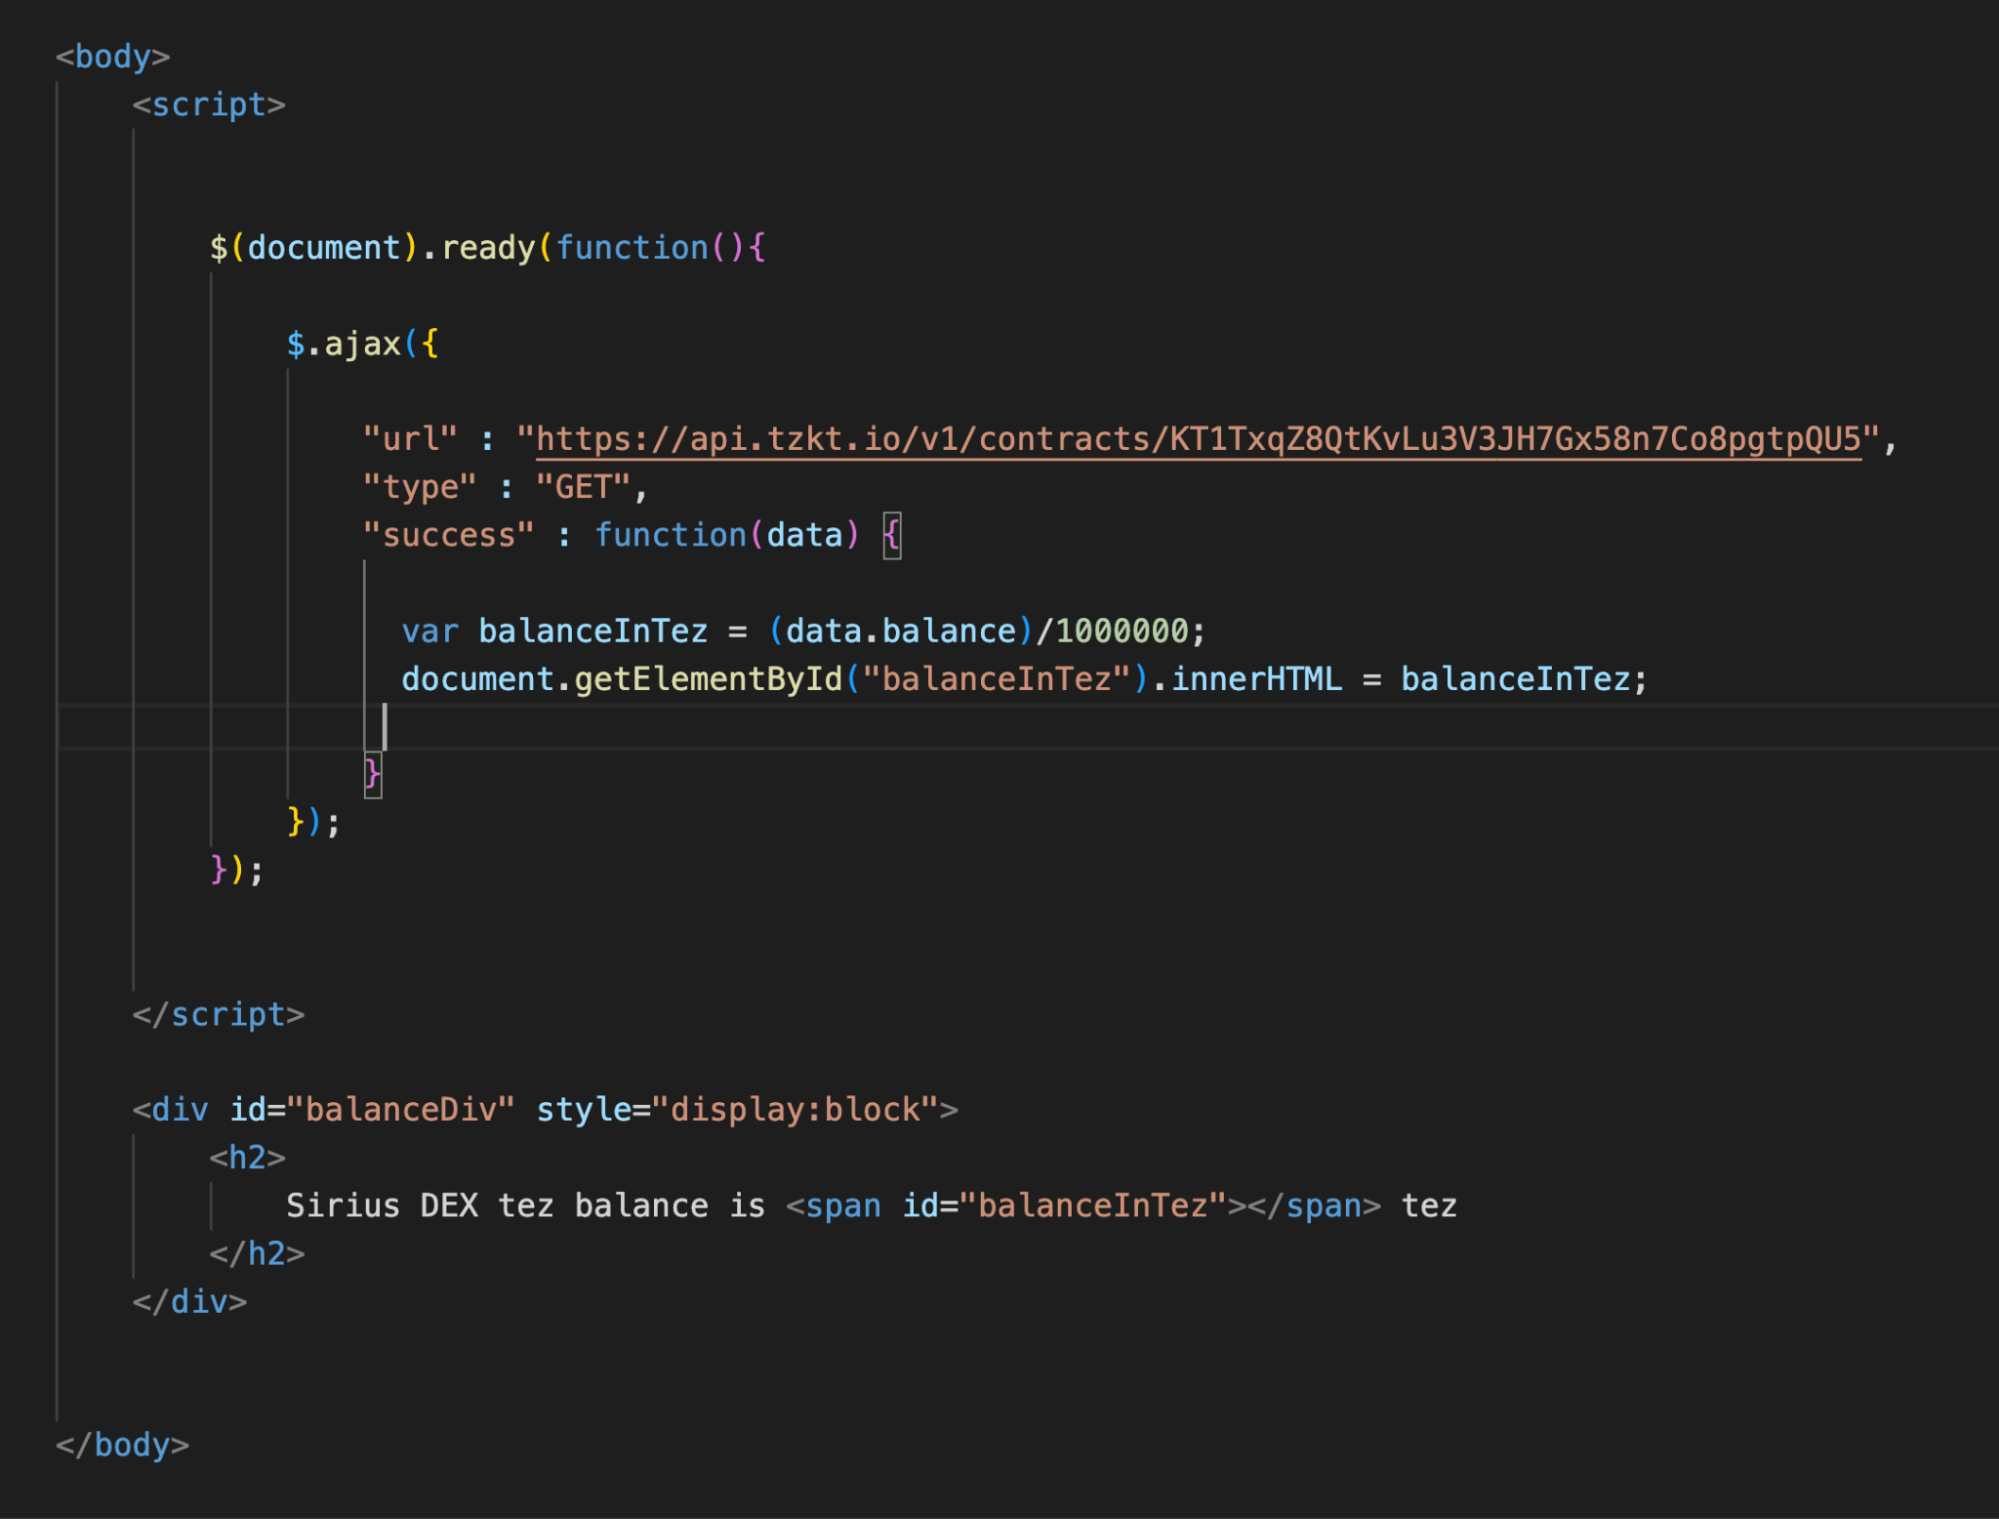 <body>
<script>
$(document).ready(function(){
$.ajax({
"url" : "https://api.tzkt.io/v1/contracts/KT1TxqZ8QtKvLu3V3JH7Gx58n7Co8pgtpQU5",
"type" : "GET",
"success" : function(data) {
var balanceInTez = (data.balance)/1000000;
document.getElementById("balanceInTez").innerHTML = balanceInTez;
}
});
});
</script>
<div id="balanceDiv" style="display:block">
<h2>
Sirius DEX tez balance is <span id="balanceInTez"></span> tez
</h2>
</div>
</body>